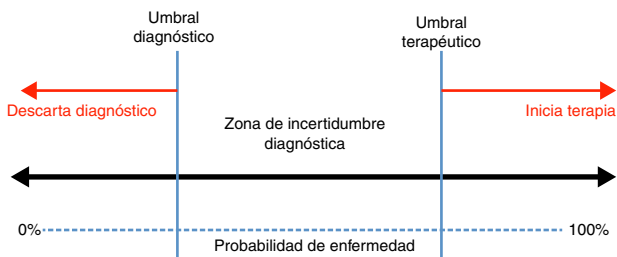 Umbral
diagnóstico
Umbral
terapéutico
Descarta diagnóstico
Inicia terapia
Zona de incertidumbre
diagnóstica
0%
100%
Probabilidad de enfermedad